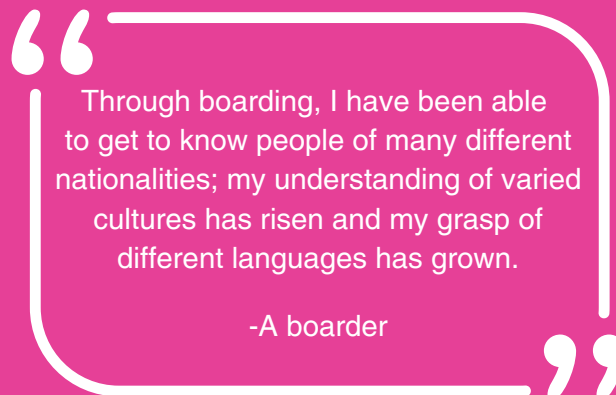 Through boarding, I have been able
to get to know people of many different
nationalities; my understanding of varied
cultures has risen and my grasp of
different languages has grown.
-A boarder